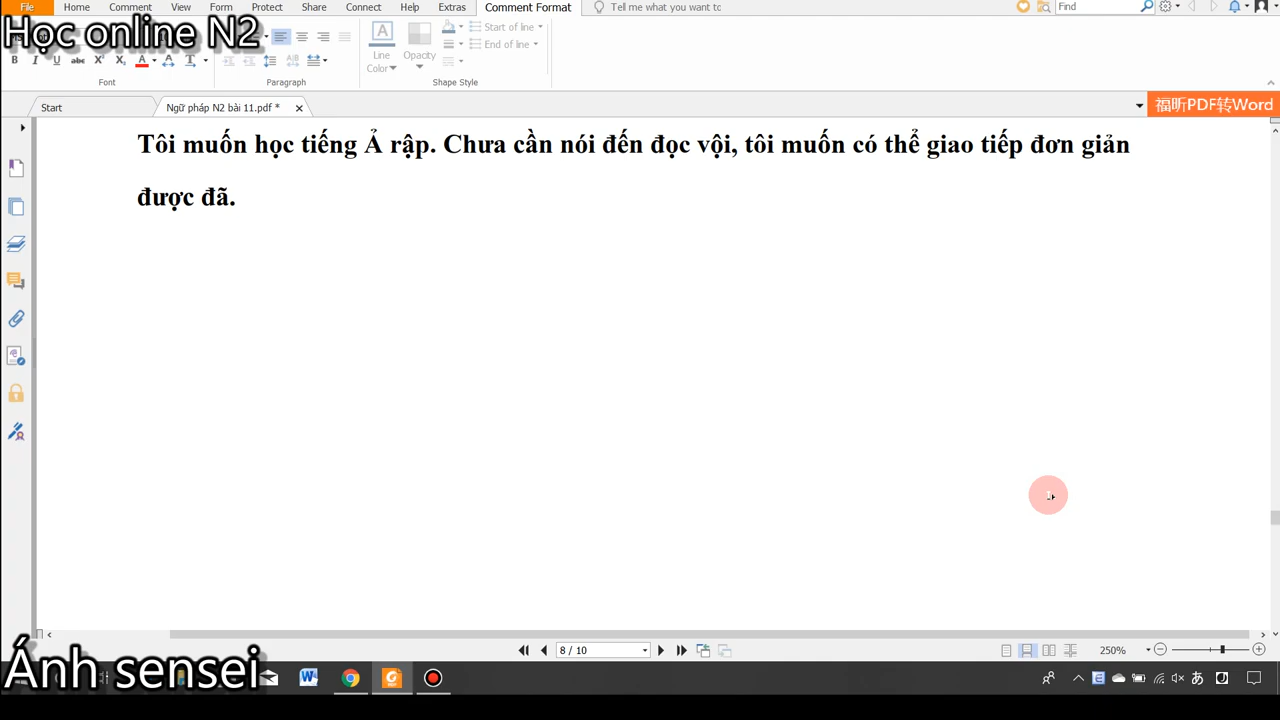 File Home Comment View Form Protect Share Connect Help Extras Comment Format Tell me what you want to Find
Học online N2
Line Color Opacity Start of line
End of line
Font Paragraph Shape Style
Start Ngữ pháp N2 bài 11.pdf * 福昕PDF转Word
Tôi muốn học tiếng Ả rập. Chưa cần nói đến đọc vội, tôi muốn có thể giao tiếp đơn giản
được đã.
8 / 10 250%
Ánh sensei